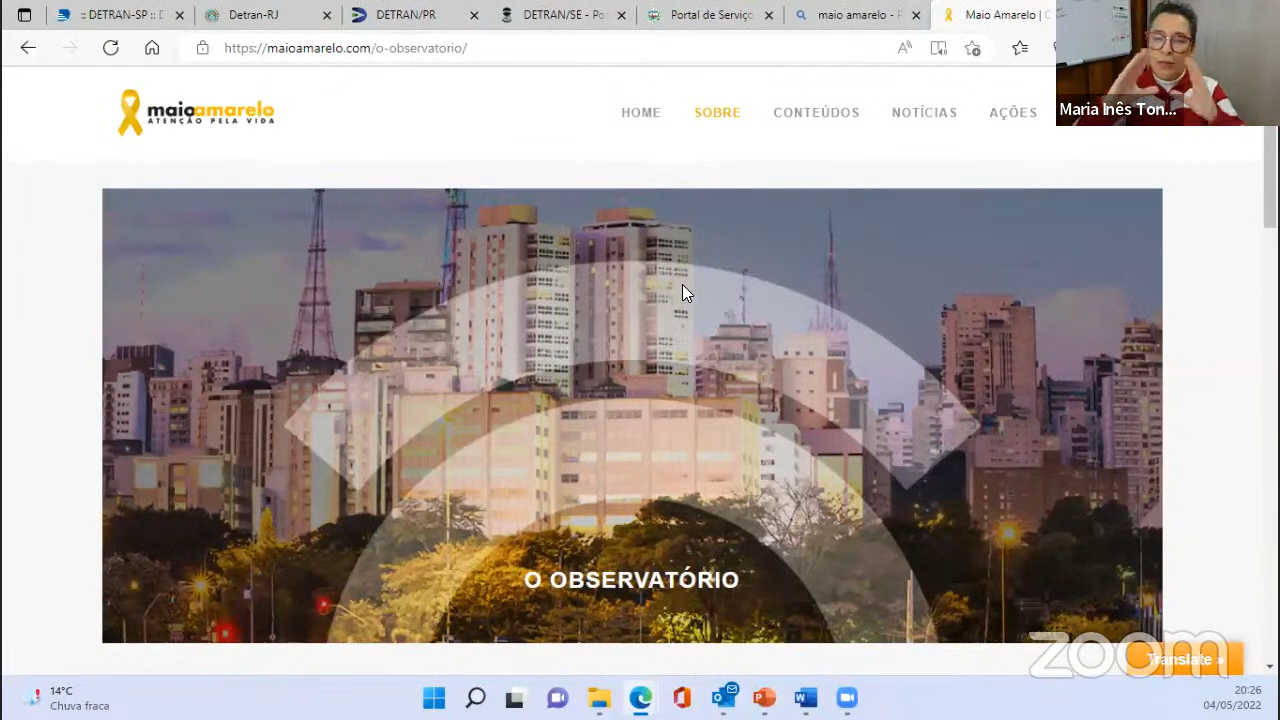 DETRAN/SP
Detran-RJ
DETRAN/GR
DETRAN/SE - Po
Portal de Serviço
maio amarelo - P
Maio Amarelo | C
https://maioamarelo.com/o-observatorio/
maioamarelo
ATENÇÃO PELA VIDA
HOME
SOBRE
CONTEÚDOS
NOTÍCIAS
AÇÕES
Maria Inês Ton...
O OBSERVATÓRIO
zoom
Translate »
14°C
Chuva fraca
20:26
04/05/2022